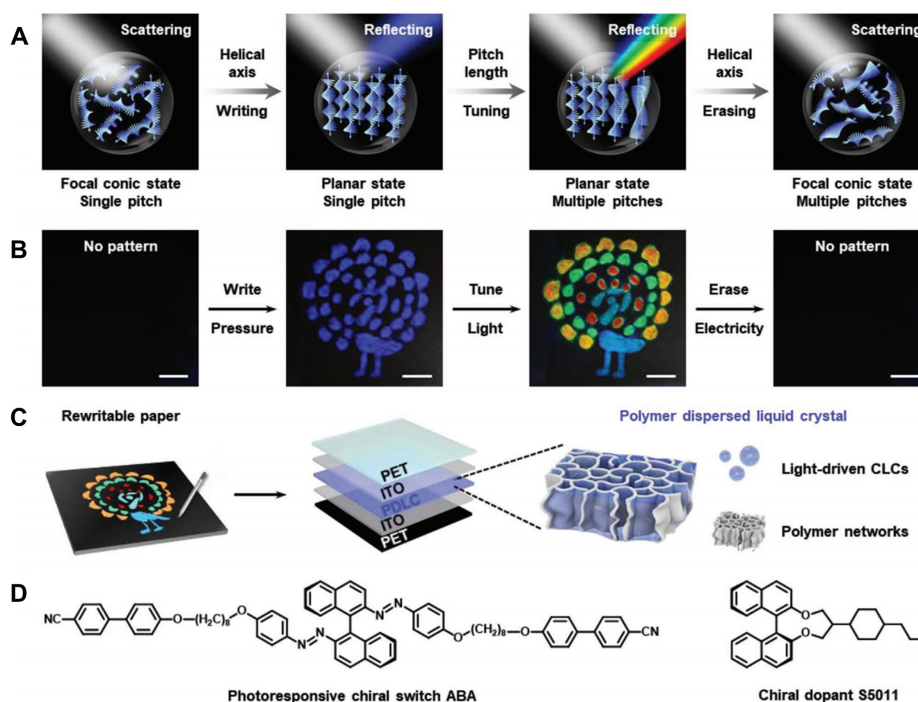 A
Scattering
Helical
axis
Writing
Reflecting
Pitch
length
Tuning
Reflecting
Helical
axis
Erasing
Scattering
Focal conic state
Single pitch
Planar state
Single pitch
Planar state
Multiple pitches
Focal conic state
Multiple pitches
B
No pattern
Write
Pressure
Tune
Light
Erase
Electricity
No pattern
C
Rewritable paper
PET
ITO
PDLC
ITO
PET
Polymer dispersed liquid crystal
Light-driven CLCs
Polymer networks
D
NC
O
(H₂C)₈
O
N
N
N
N
O
(CH₂)₈
O
CN
Photoresponsive chiral switch ABA
O
O
Chiral dopant S5011